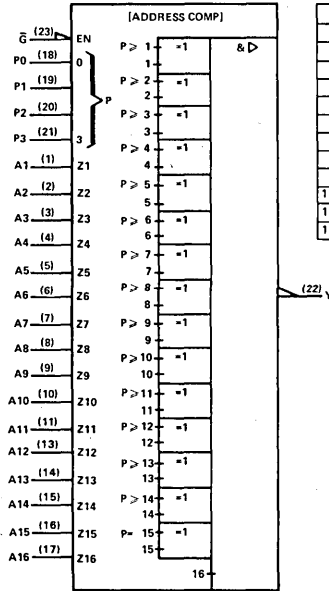 [ADDRESS COMP]
G̅ (23) EN
P0 (18) 0
P1 (19)
P2 (20)
P3 (21) 3
P
A1 (1) Z1
A2 (2) Z2
A3 (3) Z3
A4 (4) Z4
A5 (5) Z5
A6 (6) Z6
A7 (7) Z7
A8 (8) Z8
A9 (9) Z9
A10 (10) Z10
A11 (11) Z11
A12 (13) Z12
A13 (14) Z13
A14 (15) Z14
A15 (16) Z15
A16 (17) Z16
P ⩾ 1 =1
1
P ⩾ 2 =1
2
P ⩾ 3 =1
3
P ⩾ 4 =1
4
P ⩾ 5 =1
5
P ⩾ 6 =1
6
P ⩾ 7 =1
7
P ⩾ 8 =1
8
P ⩾ 9 =1
9
P ⩾ 10 =1
10
P ⩾ 11 =1
11
P ⩾ 12 =1
12
P ⩾ 13 =1
13
P ⩾ 14 =1
14
P= 15 =1
15
16
& ▷
(22) Y
1
1
1